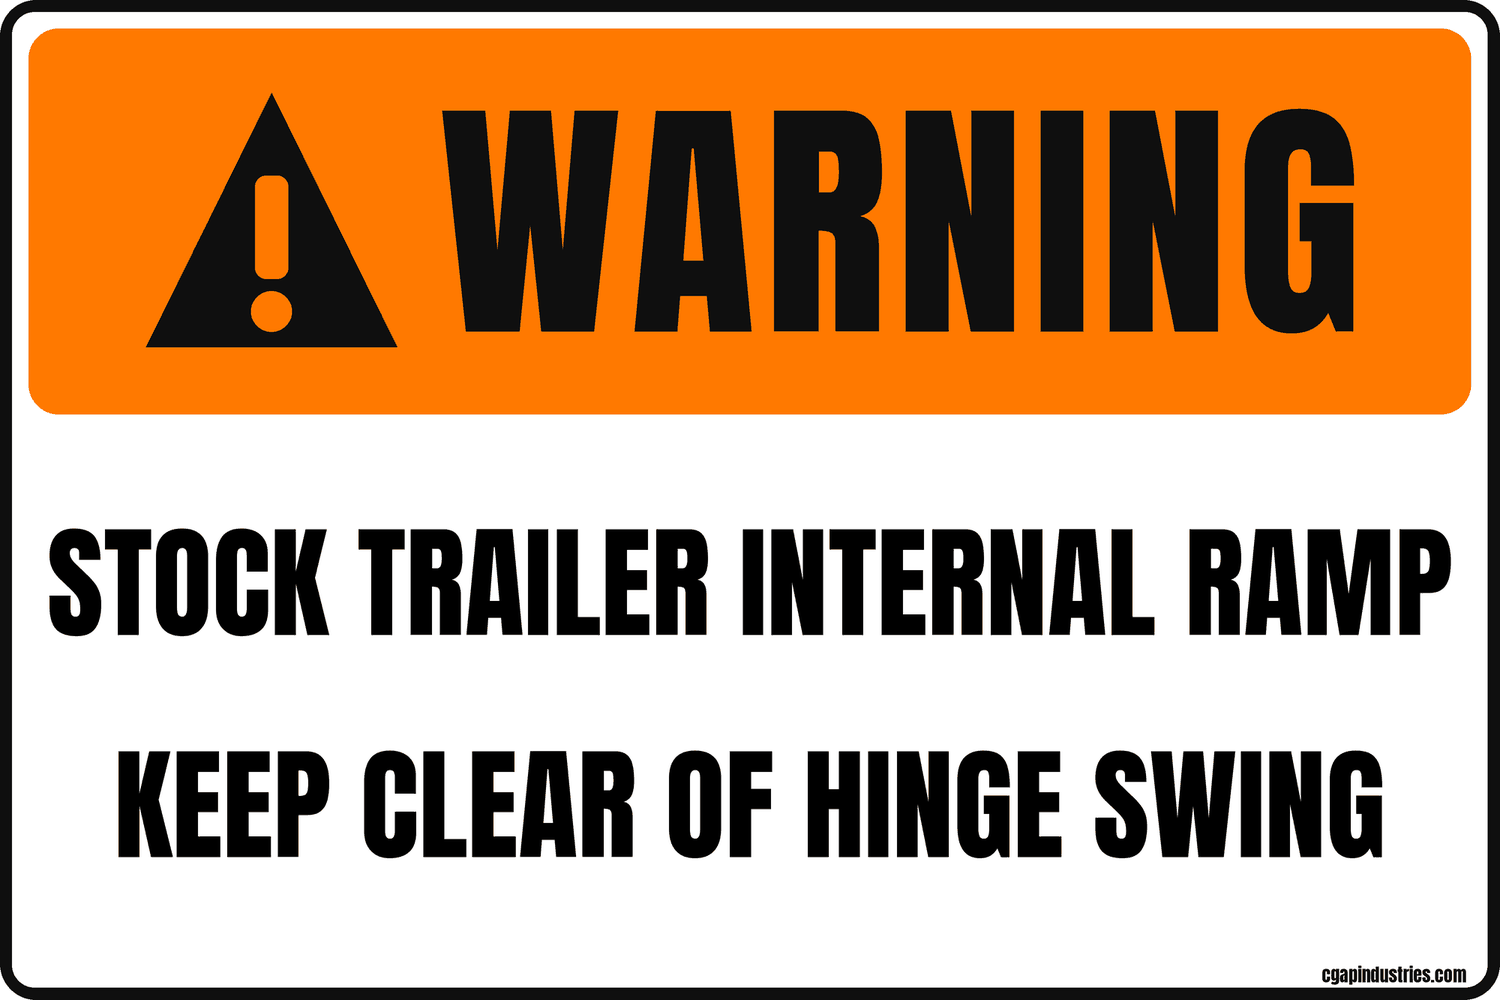 WARNING
STOCK TRAILER INTERNAL RAMP
KEEP CLEAR OF HINGE SWING
cgapindustries.com